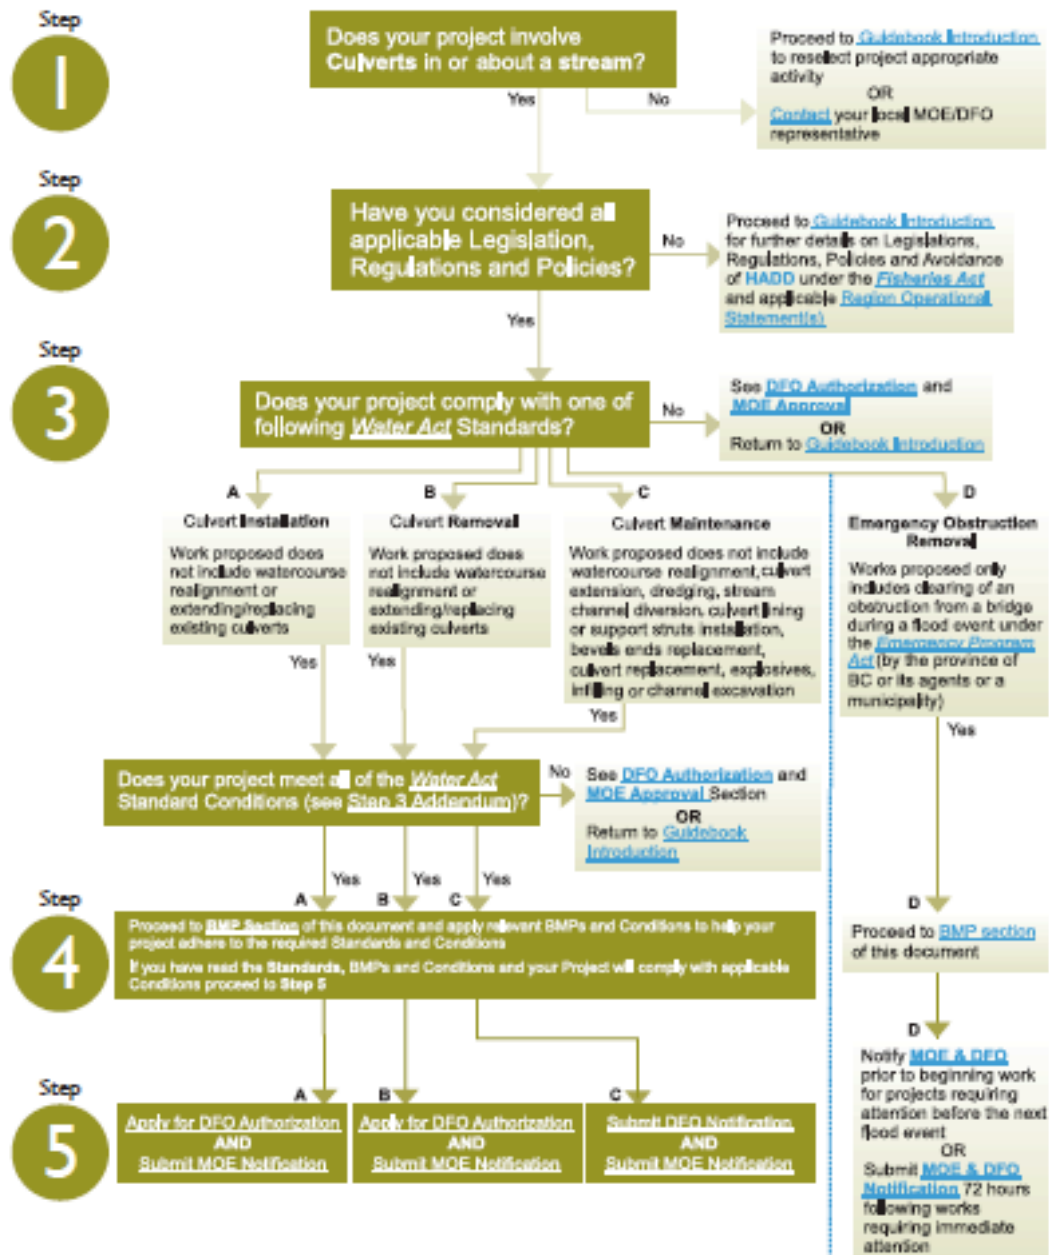 Step
1
Does your project involve
Culverts in or about a stream?
Yes
No
Proceed to Guidebook Introduction
to reselect project appropriate
activity
OR
Contact your local MOE/DFO
representative
Step
2
Have you considered all
applicable Legislation,
Regulations and Policies?
No
Yes
Proceed to Guidebook Introduction
for further details on Legislations,
Regulations, Policies and Avoidance
of HADD under the Fisheries Act
and applicable Region Operational
Statement(s)
Step
3
Does your project comply with one of
following Water Act Standards?
No
See DFO Authorization and
MOE Approval
OR
Return to Guidebook Introduction
A
Culvert Installation
Work proposed does
not include watercourse
realignment or
extending/replacing
existing culverts
Yes
B
Culvert Removal
Work proposed does
not include watercourse
realignment or
extending/replacing
existing culverts
Yes
C
Culvert Maintenance
Work proposed does not include
watercourse realignment, culvert
extension, dredging, stream
channel diversion, culvert lining
or support struts installation,
bevels ends replacement,
culvert replacement, explosives,
infilling or channel excavation
Yes
D
Emergency Obstruction
Removal
Works proposed only
includes clearing of an
obstruction from a bridge
during a flood event under
the Emergency Program
Act (by the province of
BC or its agents or a
municipality)
Yes
Does your project meet all of the Water Act
Standard Conditions (see Step 3 Addendum)?
No
See DFO Authorization and
MOE Approval Section
OR
Return to Guidebook
Introduction
Yes
Yes
Yes
A
B
C
Step
4
Proceed to BMP Section of this document and apply relevant BMPs and Conditions to help your
project adhere to the required Standards and Conditions
If you have read the Standards, BMPs and Conditions and your Project will comply with applicable
Conditions proceed to Step 5
D
Proceed to BMP section
of this document
Step
5
A
Apply for DFO Authorization
AND
Submit MOE Notification
B
Apply for DFO Authorization
AND
Submit MOE Notification
C
Submit DFO Notification
AND
Submit MOE Notification
D
Notify MOE & DFO
prior to beginning work
for projects requiring
attention before the next
flood event
OR
Submit MOE & DFO
Notification 72 hours
following works
requiring immediate
attention